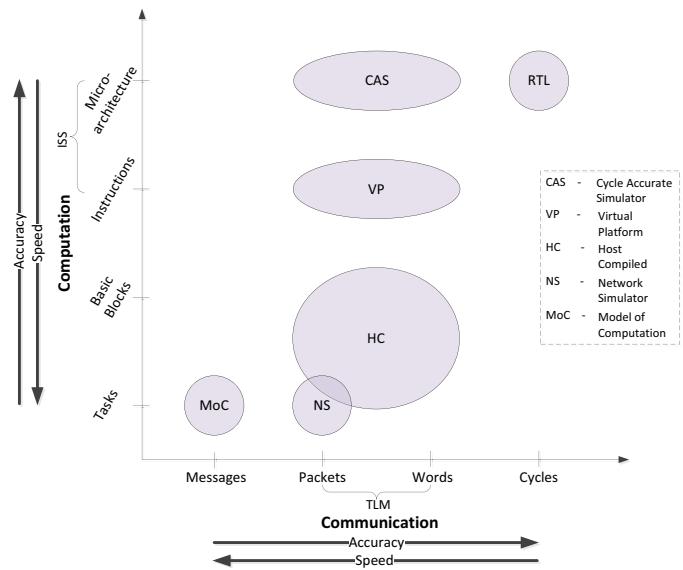 Micro-
architecture
CAS
RTL
ISS
Instructions
VP
Accuracy
Speed
Computation
Basic
Blocks
HC
Tasks
MoC
NS
CAS - Cycle Accurate
Simulator
VP - Virtual
Platform
HC - Host
Compiled
NS - Network
Simulator
MoC - Model of
Computation
Messages
Packets
Words
Cycles
TLM
Communication
Accuracy
Speed